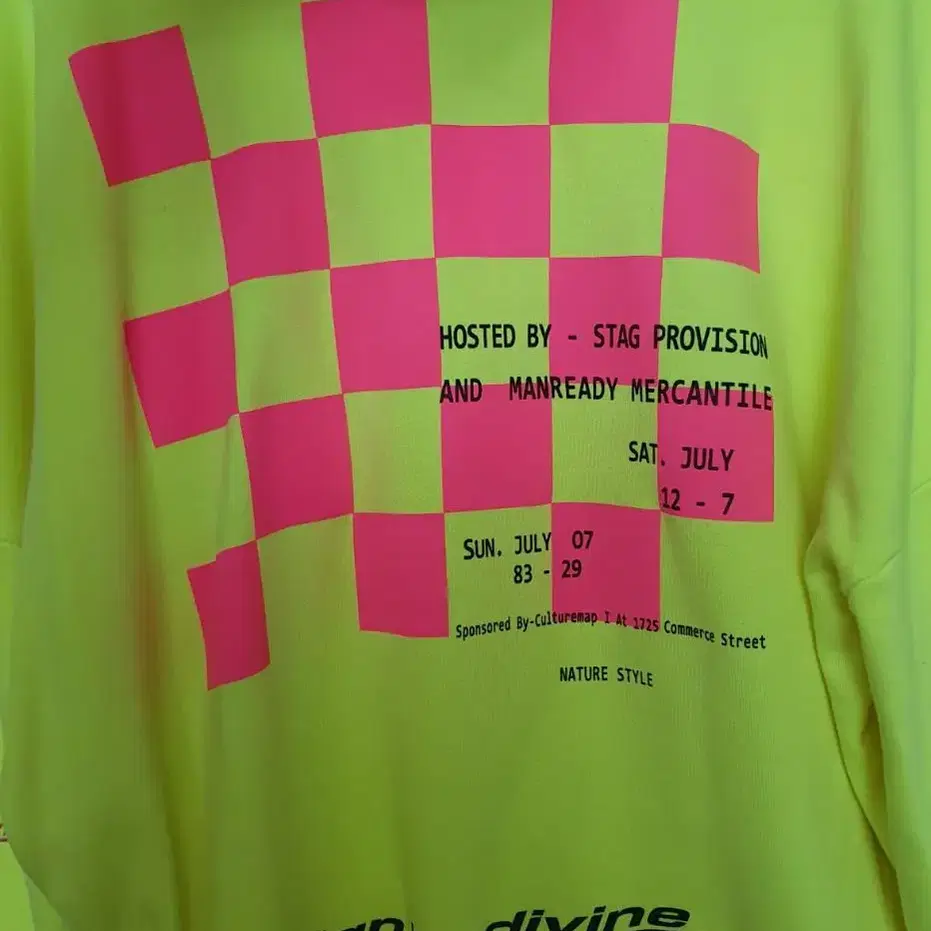 HOSTED BY - STAG PROVISION
AND MANREADY MERCANTILE
SAT. JULY
12 - 7
SUN. JULY 07
83 - 29
Sponsored By-Culturemap I At 1725 Commerce Street
NATURE STYLE
divine